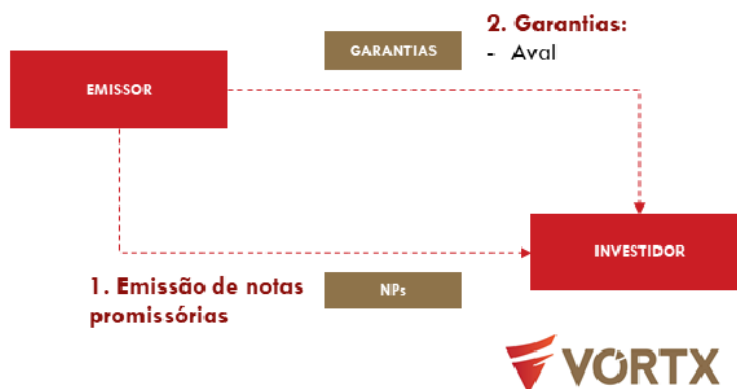 2. Garantias:
GARANTIAS
- Aval
EMISSOR
INVESTIDOR
1. Emissão de notas
promissórias
NPs
VORTX